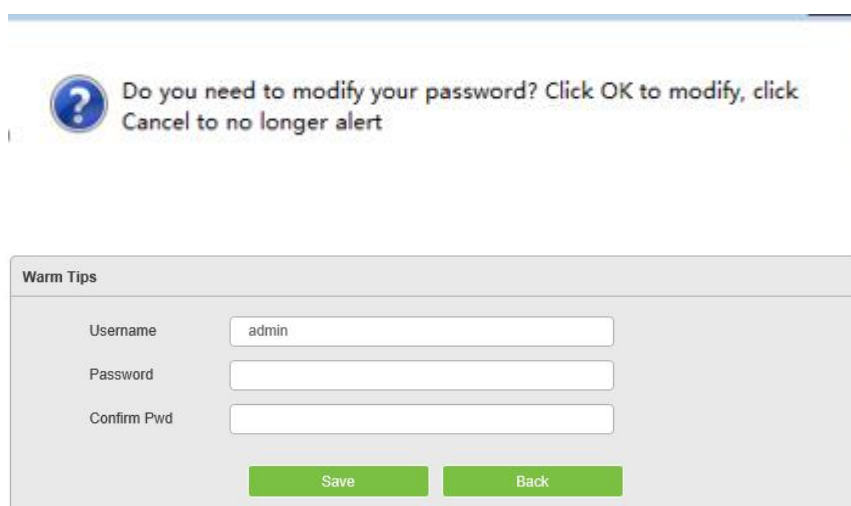 Do you need to modify your password? Click OK to modify, click
Cancel to no longer alert
Warm Tips
Username
admin
Password
Confirm Pwd
Save
Back